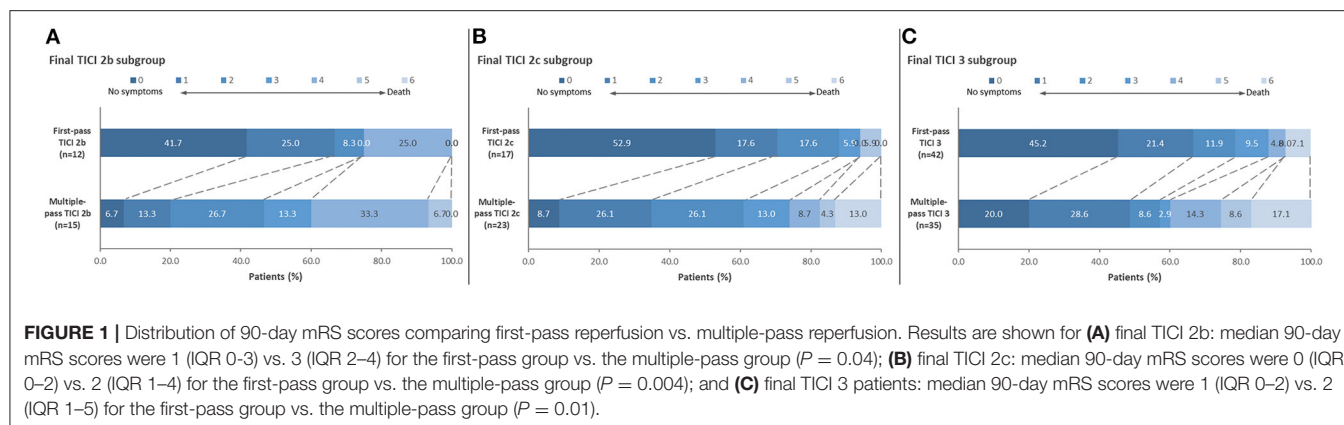 A
Final TICI 2b subgroup
0 1 2 3 4 5 6
No symptoms Death
First-pass TICI 2b (n=12)
41.7 25.0 8.3 0.0 25.0 0.0
Multiple-pass TICI 2b (n=15)
6.7 13.3 26.7 13.3 33.3 6.7 0.0
0.0 20.0 40.0 60.0 80.0 100.0
Patients (%)
B
Final TICI 2c subgroup
0 1 2 3 4 5 6
No symptoms Death
First-pass TICI 2c (n=17)
52.9 17.6 17.6 5.9 0.0 5.9 0.0
Multiple-pass TICI 2c (n=23)
8.7 26.1 26.1 13.0 8.7 4.3 13.0
0.0 20.0 40.0 60.0 80.0 100.0
Patients (%)
C
Final TICI 3 subgroup
0 1 2 3 4 5 6
No symptoms Death
First-pass TICI 3 (n=42)
45.2 21.4 11.9 9.5 4.8 0.0 7.1
Multiple-pass TICI 3 (n=35)
20.0 28.6 8.6 2.9 14.3 8.6 17.1
0.0 20.0 40.0 60.0 80.0 100.0
Patients (%)
FIGURE 1 | Distribution of 90-day mRS scores comparing first-pass reperfusion vs. multiple-pass reperfusion. Results are shown for (A) final TICI 2b: median 90-day
mRS scores were 1 (IQR 0-3) vs. 3 (IQR 2–4) for the first-pass group vs. the multiple-pass group (P = 0.04); (B) final TICI 2c: median 90-day mRS scores were 0 (IQR
0–2) vs. 2 (IQR 1–4) for the first-pass group vs. the multiple-pass group (P = 0.004); and (C) final TICI 3 patients: median 90-day mRS scores were 1 (IQR 0–2) vs. 2
(IQR 1–5) for the first-pass group vs. the multiple-pass group (P = 0.01).